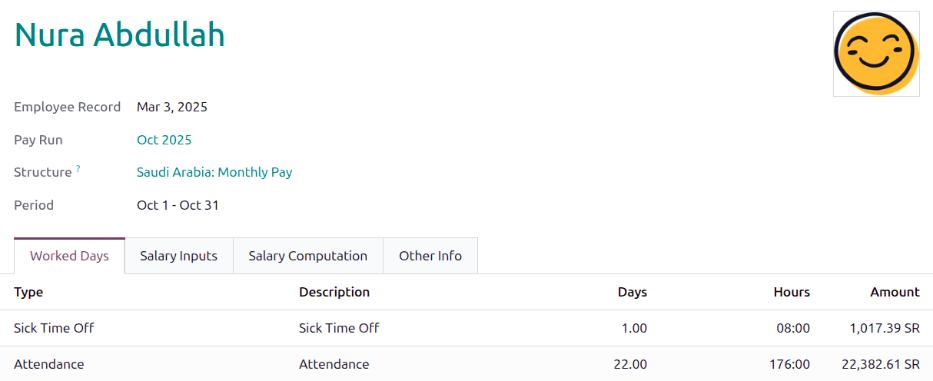 Nura Abdullah
Employee Record Mar 3, 2025
Pay Run Oct 2025
Structure ? Saudi Arabia: Monthly Pay
Period Oct 1 - Oct 31
Worked Days Salary Inputs Salary Computation Other Info
Type Description Days Hours Amount
Sick Time Off Sick Time Off 1.00 08:00 1,017.39 SR
Attendance Attendance 22.00 176:00 22,382.61 SR